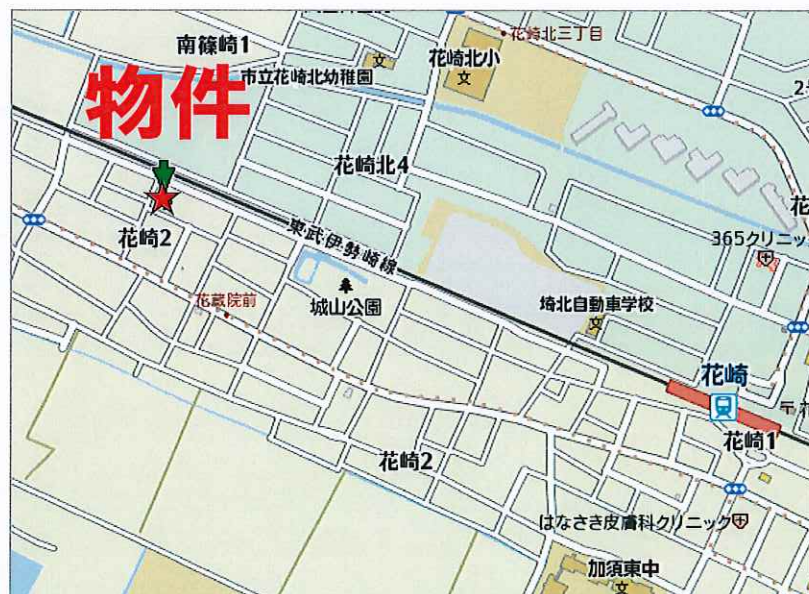 南篠崎1
花崎北三丁目
花崎北小
文
文
市立花崎北幼稚園
物件
花崎北4
花崎2
東武伊勢崎線
365クリニッ
花蔵院前
城山公園
埼北自動車学校
文
花崎
花崎1
花崎2
はなさき皮膚科クリニック
加須東中
文